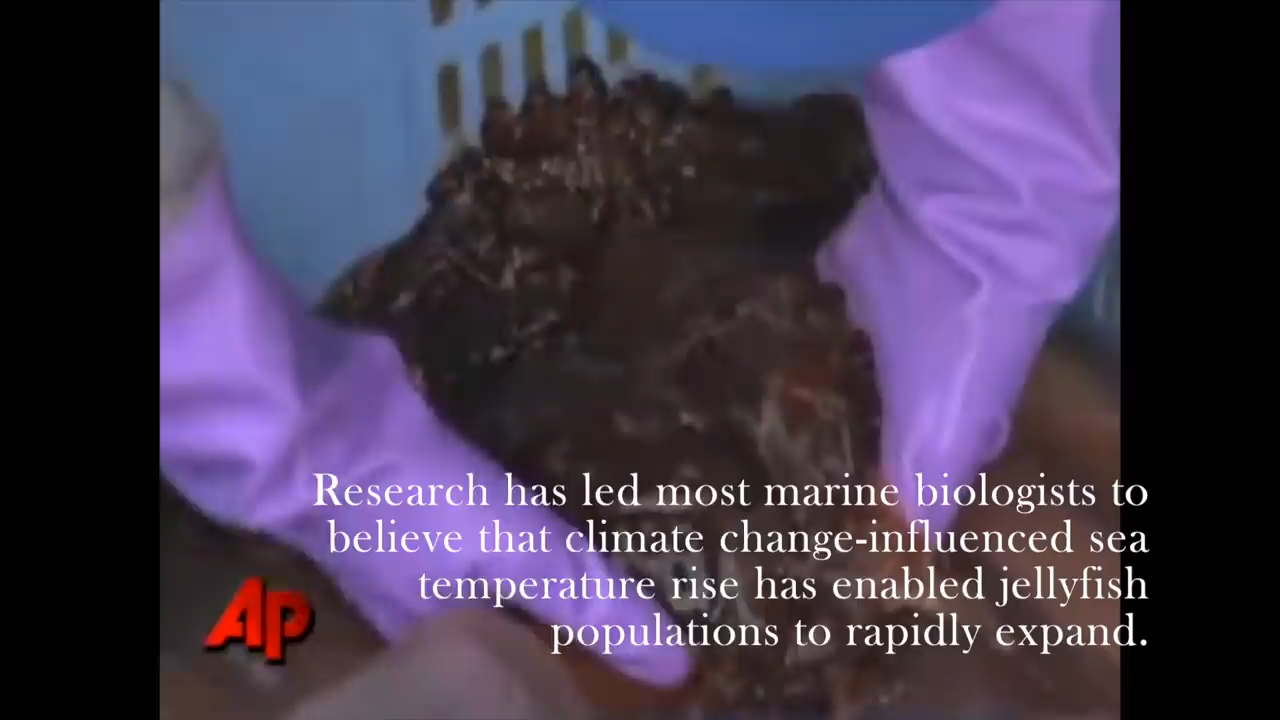 Research has led most marine biologists to
believe that climate change-influenced sea
temperature rise has enabled jellyfish
populations to rapidly expand.
AP